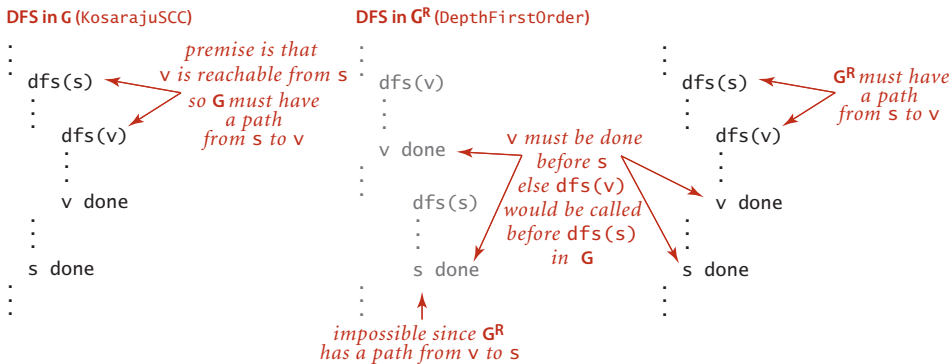 DFS in G (KosarajuSCC)
premise is that
v is reachable from s
so G must have
a path
from s to v
dfs(s)
dfs(v)
v done
s done
DFS in G^R (DepthFirstOrder)
dfs(v)
v done
dfs(s)
s done
impossible since G^R
has a path from v to s
v must be done
before s
else dfs(v)
would be called
before dfs(s)
in G
dfs(s)
dfs(v)
v done
s done
G^R must have
a path
from s to v